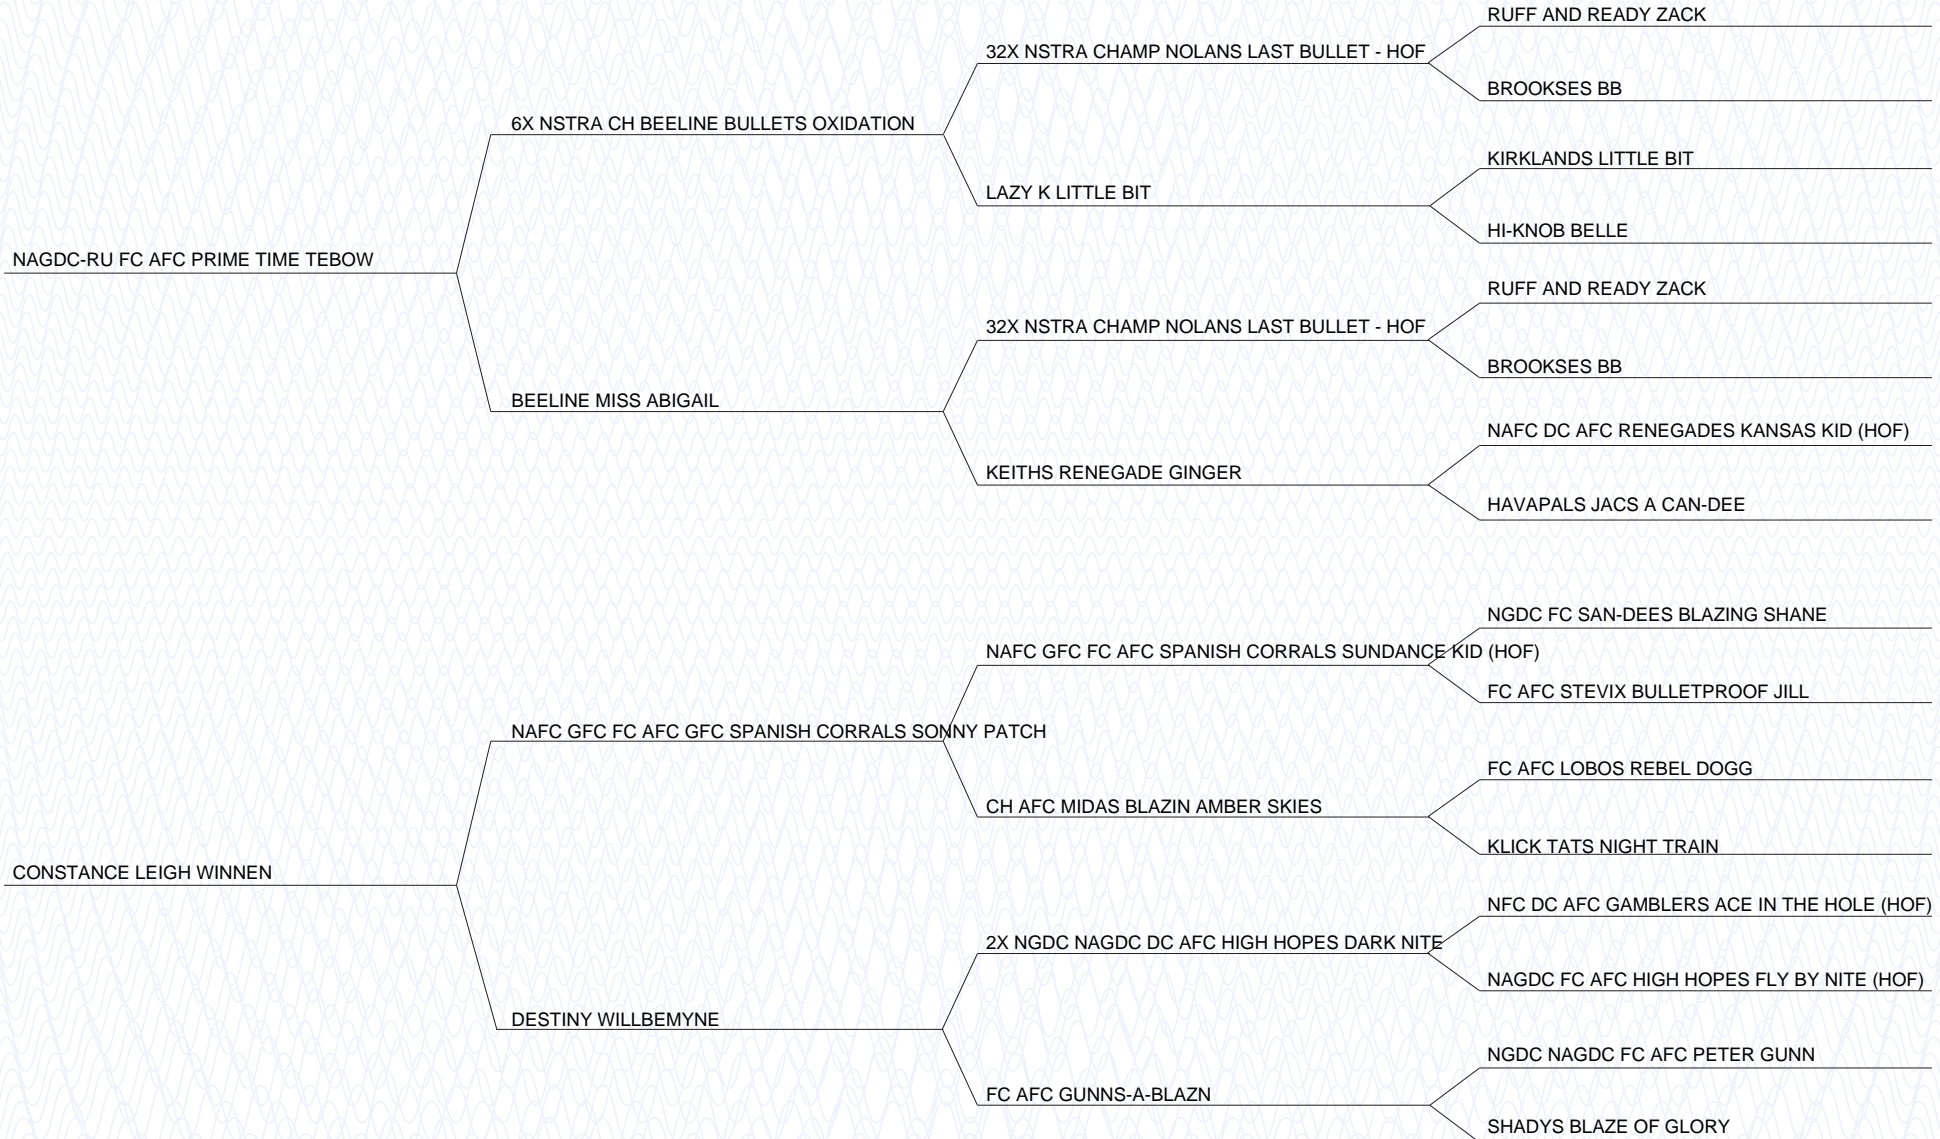 RUFF AND READY ZACK
32X NSTRA CHAMP NOLANS LAST BULLET - HOF
BROOKSES BB
6X NSTRA CH BEELINE BULLETS OXIDATION
KIRKLANDS LITTLE BIT
LAZY K LITTLE BIT
HI-KNOB BELLE
NAGDC-RU FC AFC PRIME TIME TEBOW
RUFF AND READY ZACK
32X NSTRA CHAMP NOLANS LAST BULLET - HOF
BROOKSES BB
BEELINE MISS ABIGAIL
NAFC DC AFC RENEGADES KANSAS KID (HOF)
KEITHS RENEGADE GINGER
HAVAPALS JACS A CAN-DEE
NGDC FC SAN-DEES BLAZING SHANE
NAFC GFC FC AFC SPANISH CORRALS SUNDANCE KID (HOF)
FC AFC STEVIX BULLETPROOF JILL
NAFC GFC FC AFC GFC SPANISH CORRALS SONNY PATCH
FC AFC LOBOS REBEL DOGG
CH AFC MIDAS BLAZIN AMBER SKIES
KLICK TATS NIGHT TRAIN
CONSTANCE LEIGH WINNEN
NFC DC AFC GAMBLERS ACE IN THE HOLE (HOF)
2X NGDC NAGDC DC AFC HIGH HOPES DARK NITE
NAGDC FC AFC HIGH HOPES FLY BY NITE (HOF)
DESTINY WILLBEMYNE
NGDC NAGDC FC AFC PETER GUNN
FC AFC GUNNS-A-BLAZN
SHADYS BLAZE OF GLORY